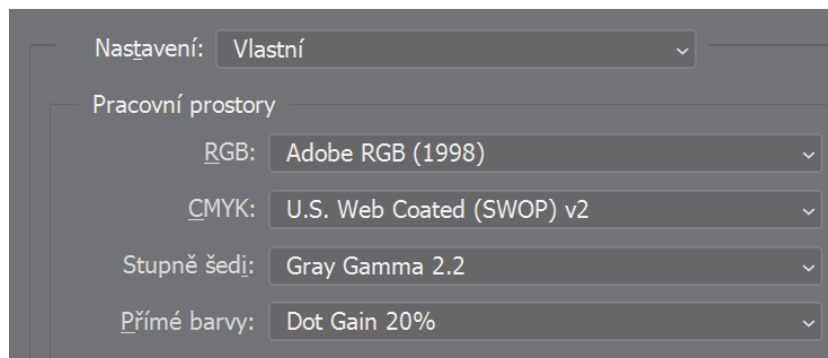 Nastavení: Vlastní
Pracovní prostory
RGB: Adobe RGB (1998)
CMYK: U.S. Web Coated (SWOP) v2
Stupně šedi: Gray Gamma 2.2
Přímé barvy: Dot Gain 20%